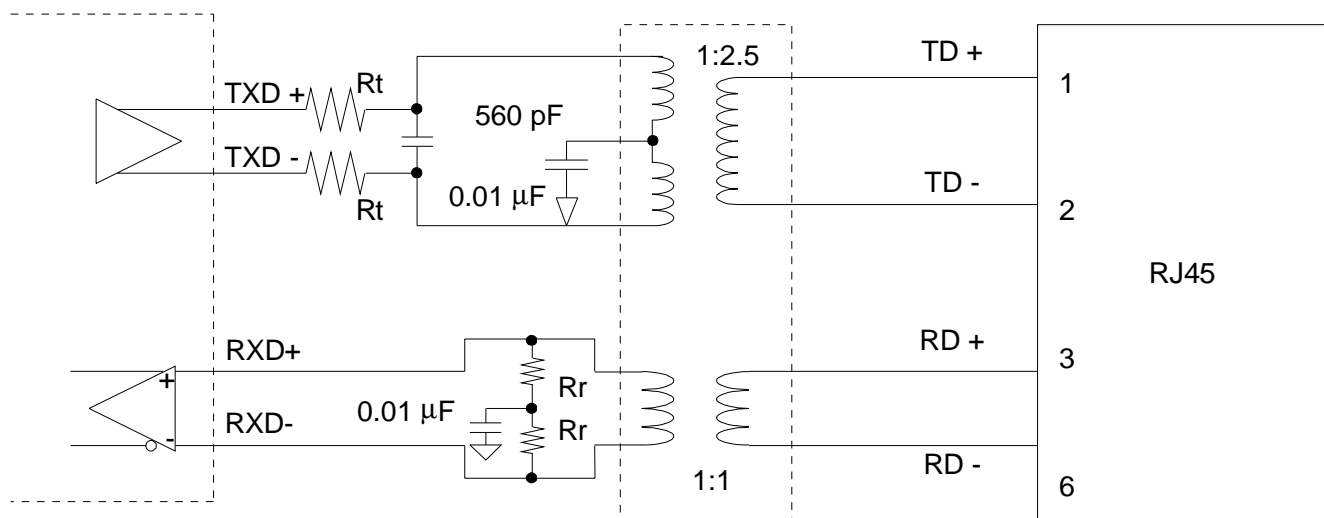 1:2.5
TD +
1
TXD +
Rt
560 pF
TXD -
Rt
0.01 µF
TD -
2
RJ45
RXD+
RD +
3
+
Rr
0.01 µF
RXD-
-
Rr
RD -
1:1
6